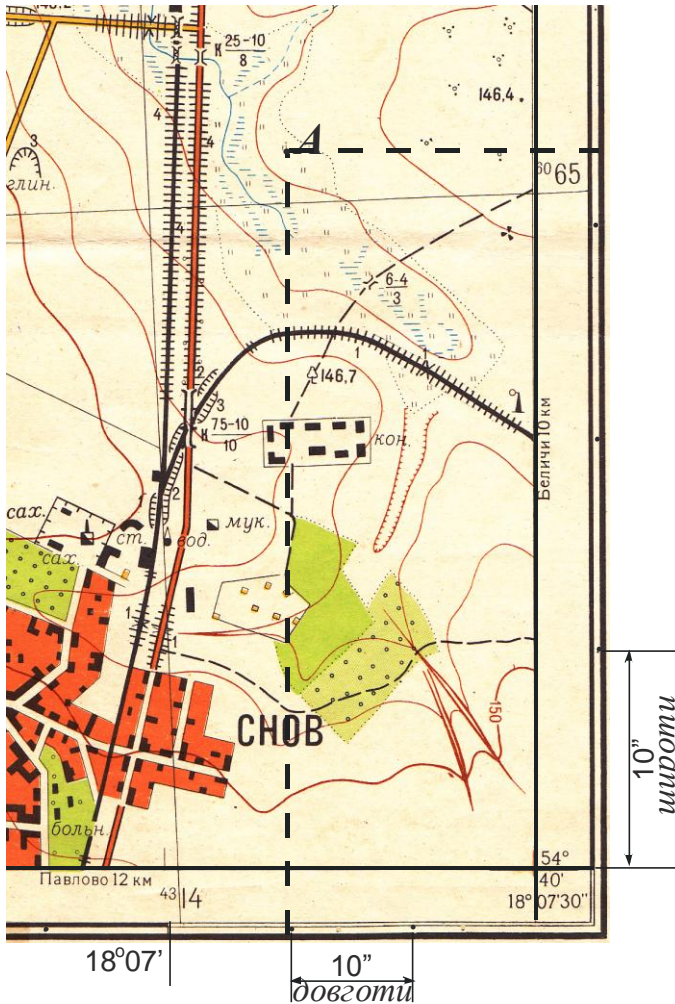 К 25-10
8
146,4
А
4
4
3
глин.
60 65
6-4
3
1
1
2
3
146,7
К 75-10
10
кон.
Беличи 10 км
2
сах.
ст.
вод.
мук.
сах.
1
1
150
СНОВ
10”
широти
больн.
54°
40'
Павлово 12 км
43 14
18°07'30"
18°07'
10”
довготи